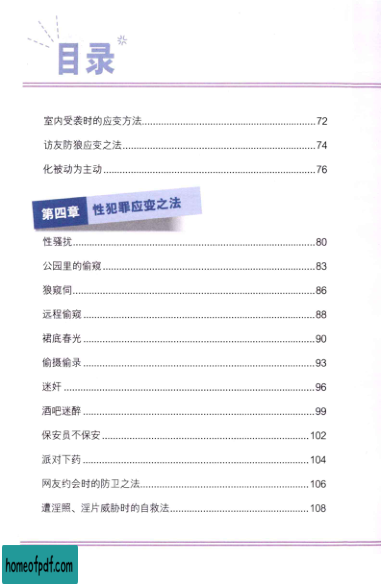 目录
室内受袭时的应变方法........................72
访友防狼应变之法........................74
化被动为主动........................76
第四章 性犯罪应变之法
性骚扰........................80
公园里的偷窥........................83
狼窥伺........................86
远程偷窥........................88
裙底春光........................90
偷摄偷录........................93
迷奸........................96
酒吧迷醉........................99
保安员不保安........................102
派对下药........................104
网友约会时的防卫之法........................106
遭淫照、淫片威胁时的自救法........................108
homeofpdf.com